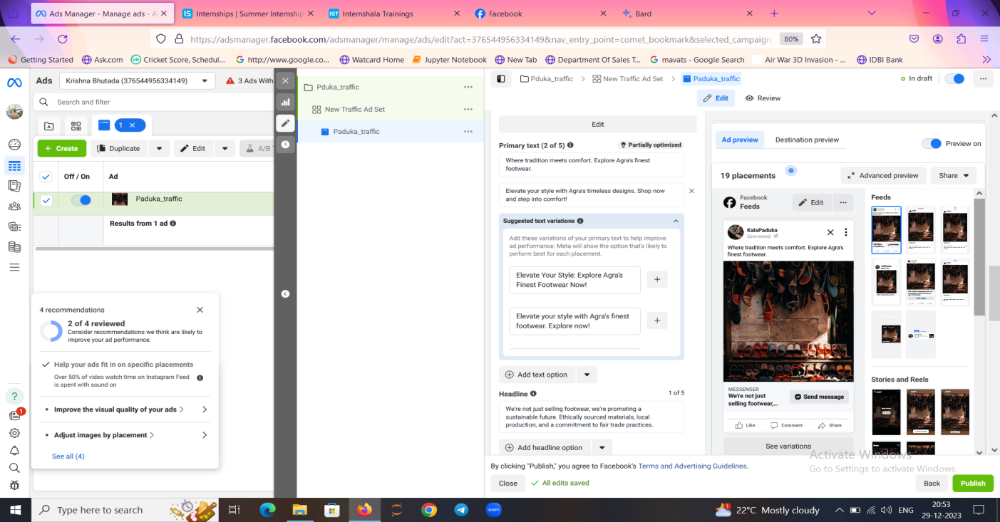 Ads Manager - Manage ads - A
Internships | Summer Internship
Internshala Trainings
Facebook
Bard
https://adsmanager.facebook.com/adsmanager/manage/ads/edit?act=376544956334149&nav_entry_point=comet_bookmark&selected_campaign_
80%
Getting Started
Ask.com
Cricket Score, Schedul...
http://www.google.co...
Watcard Home
Jupyter Notebook
New Tab
Department Of Sales T...
mavats - Google Search
Air War 3D Invasion - ...
IDBI Bank
Ads
Krishna Bhutada (376544956334149)
3 Ads With
Search and filter
1
Create
Duplicate
Edit
A/B T
Off / On
Ad
Paduka_traffic
Results from 1 ad
4 recommendations
2 of 4 reviewed
Consider recommendations we think are likely to
improve your ad performance.
Help your ads fit in on specific placements
Over 50% of video watch time on Instagram Feed
is spent with sound on
Improve the visual quality of your ads
Adjust images by placement
See all (4)
1
Pduka_traffic
New Traffic Ad Set
Paduka_traffic
Pduka_traffic
New Traffic Ad Set
Paduka_traffic
In draft
Edit
Review
Edit
Primary text (2 of 5)
Partially optimized
Where tradition meets comfort. Explore Agra's finest
footwear.
Elevate your style with Agra's timeless designs. Shop now
and step into comfort!
Suggested text variations
Add these variations of your primary text to help improve
ad performance. Meta will show the option that's likely to
perform best for each placement.
Elevate Your Style: Explore Agra's
Finest Footwear Now!
Elevate your style with Agra's finest
footwear. Explore now!
Add text option
Headline
1 of 5
We're not just selling footwear, we're promoting a
sustainable future. Ethically sourced materials, local
production, and a commitment to fair trade practices.
Add headline option
By clicking "Publish," you agree to Facebook's Terms and Advertising Guidelines.
Close
All edits saved
Back
Publish
Ad preview
Destination preview
Preview on
19 placements
Advanced preview
Share
Facebook
Feeds
Edit
KalaPaduka
Sponsored
Where tradition meets comfort. Explore Agra's
finest footwear.
MESSENGER
We're not just
selling footwear,...
Send message
Like
Comment
Share
See variations
Feeds
Stories and Reels
Activate Windows
Go to Settings to activate Windows.
Type here to search
zoom
1
22°C Mostly cloudy
ENG
20:53
29-12-2023